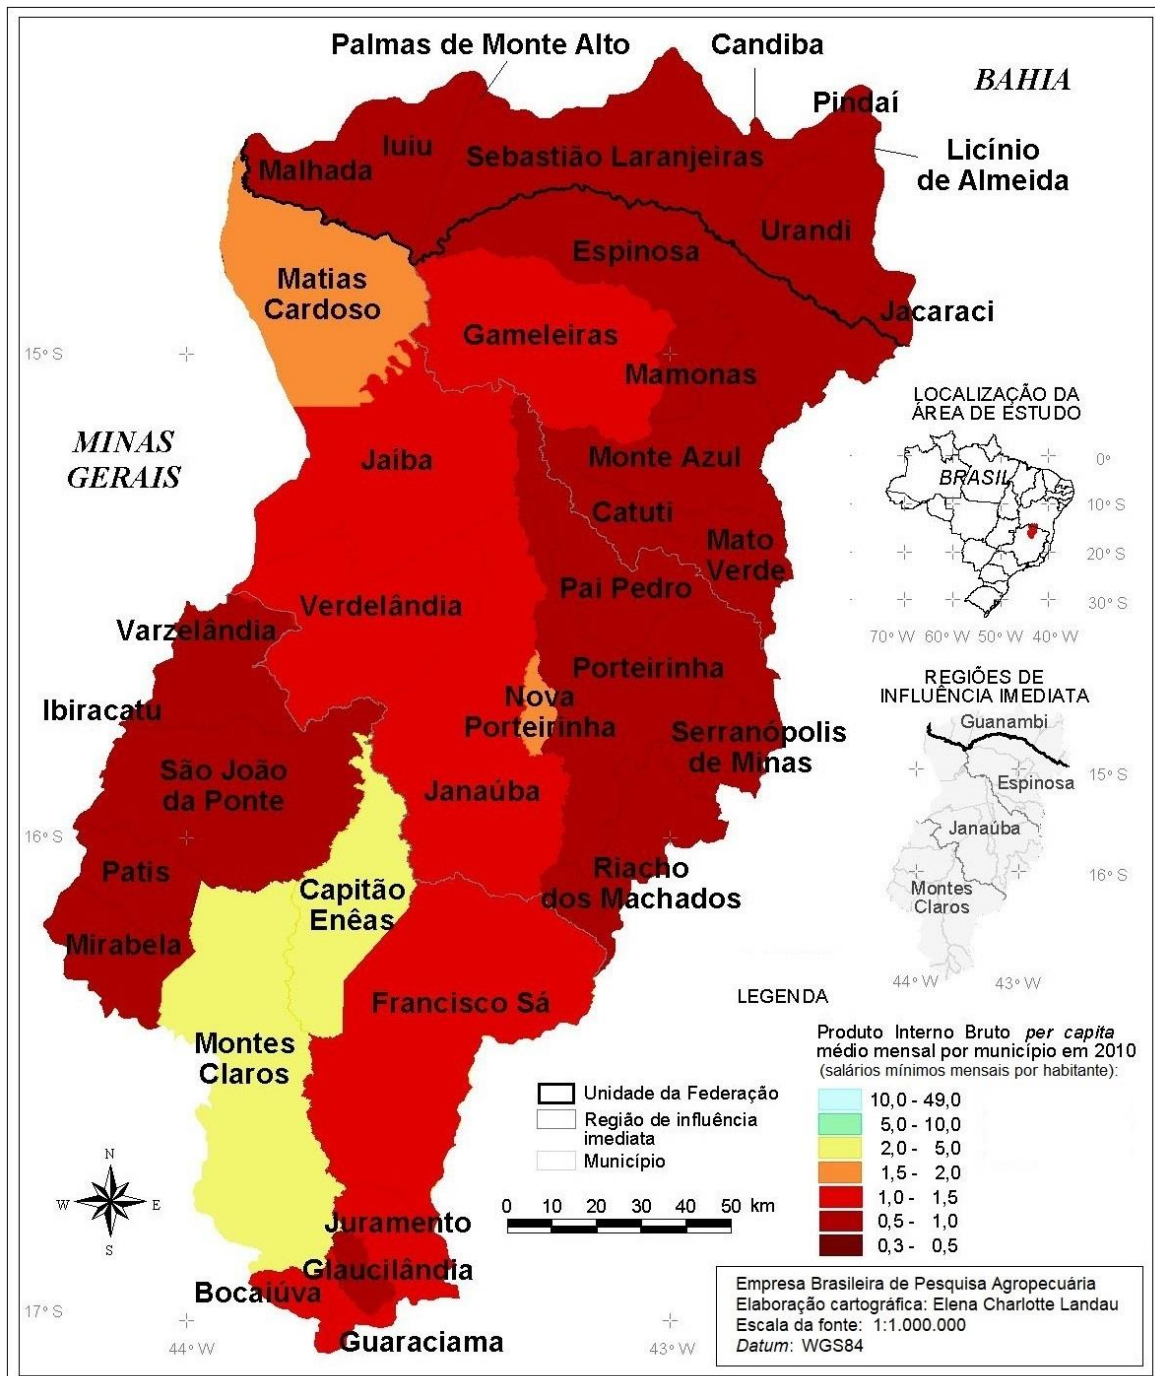 Palmas de Monte Alto
Candiba
BAHIA
Pindaí
Iuiu
Malhada
Sebastião Laranjeiras
Licínio
de Almeida
Urandi
Espinosa
Matias
Cardoso
Jacaraci
Gameleiras
15° S
Mamonas
MINAS
GERAIS
Jaíba
Monte Azul
Catuti
Mato
Verde
Pai Pedro
Verdelândia
Varzelândia
Porteirinha
Ibiracatu
Nova
Porteirinha
Serranópolis
de Minas
São João
da Ponte
Janaúba
16° S
Patis
Capitão
Enêas
Riacho
dos Machados
Mirabela
Francisco Sá
Montes
Claros
Juramento
Glaucilândia
Bocaiúva
Guaraciama
17° S
44° W
43° W
LOCALIZAÇÃO DA
ÁREA DE ESTUDO
BRASIL
0°
10° S
20° S
30° S
70° W 60° W 50° W 40° W
REGIÕES DE
INFLUÊNCIA IMEDIATA
Guanambi
15° S
Espinosa
Janaúba
16° S
Montes
Claros
44° W
43° W
LEGENDA
Produto Interno Bruto per capita
médio mensal por município em 2010
(salários mínimos mensais por habitante):
10,0 - 49,0
5,0 - 10,0
2,0 - 5,0
1,5 - 2,0
1,0 - 1,5
0,5 - 1,0
0,3 - 0,5
Unidade da Federação
Região de influência
imediata
Município
N
W E
S
0 10 20 30 40 50 km
Empresa Brasileira de Pesquisa Agropecuária
Elaboração cartográfica: Elena Charlotte Landau
Escala da fonte: 1:1.000.000
Datum: WGS84